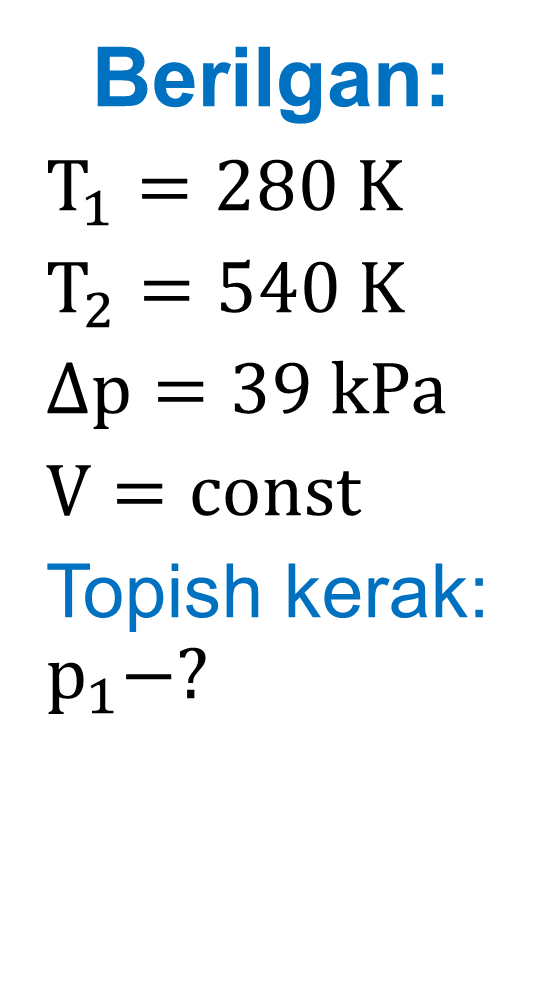 Berilgan:
T₁ = 280 K
T₂ = 540 K
Δp = 39 kPa
V = const
Topish kerak:
p₁−?